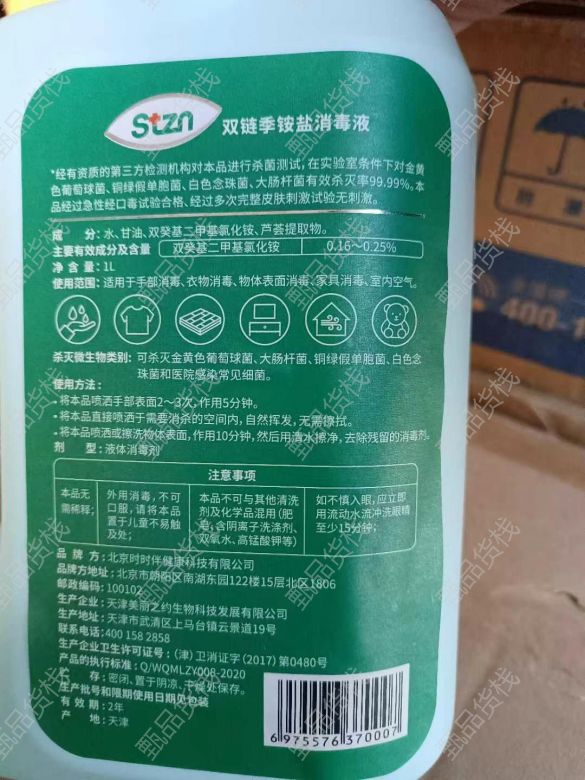 Stzn 双链季铵盐消毒液
*经有资质的第三方检测机构对本品进行杀菌测试,在实验室条件下对金黄
色葡萄球菌、铜绿假单胞菌、白色念珠菌、大肠杆菌有效杀灭率99.99%。本
品经过急性经口毒试验合格、经过多次完整皮肤刺激试验无刺激。
成 分:水、甘油、双癸基二甲基氯化铵、芦荟提取物。
主要有效成分及含量 双癸基二甲基氯化铵 0.16~0.25%
净含量:1L
使用范围:适用于手部消毒、衣物消毒、物体表面消毒、家具消毒、室内空气。
杀灭微生物类别:可杀灭金黄色葡萄球菌、大肠杆菌、铜绿假单胞菌、白色念
珠菌和医院感染常见细菌。
使用方法:
·将本品喷洒手部表面2~3次,作用5分钟。
·将本品直接喷洒于需要消杀的空间内,自然挥发,无需擦拭。
·将本品喷洒或擦洗物体表面,作用10分钟,然后用清水擦净,去除残留的消毒剂。
剂 型:液体消毒剂
注意事项
本品无
需稀释;
外用消毒,不可
口服,请将本品
置于儿童不易触
及处;
本品不可与其他清洗
剂及化学品混用(肥
皂,含阴离子洗涤剂、
双氧水、高锰酸钾等)
如不慎入眼,应立即
用流动水流冲洗眼睛
至少15分钟;
品 牌 方:北京时时伴健康科技有限公司
品牌方地址:北京市朝阳区南湖东园122楼15层北区1806
邮政编码:100102
生产企业:天津美丽之约生物科技发展有限公司
生产地址:天津市武清区上马台镇云景道19号
联系电话:400 158 2858
生产企业卫生许可证号:(津)卫消证字(2017)第0480号
产品的执行标准:Q/WQMLZY008-2020
贮 存:密闭、置于阴凉、干燥处保存。
生产批号和限期使用日期见包装
有 效 期:2年
产 地:天津
6 975576 370007
400-
甄品货栈